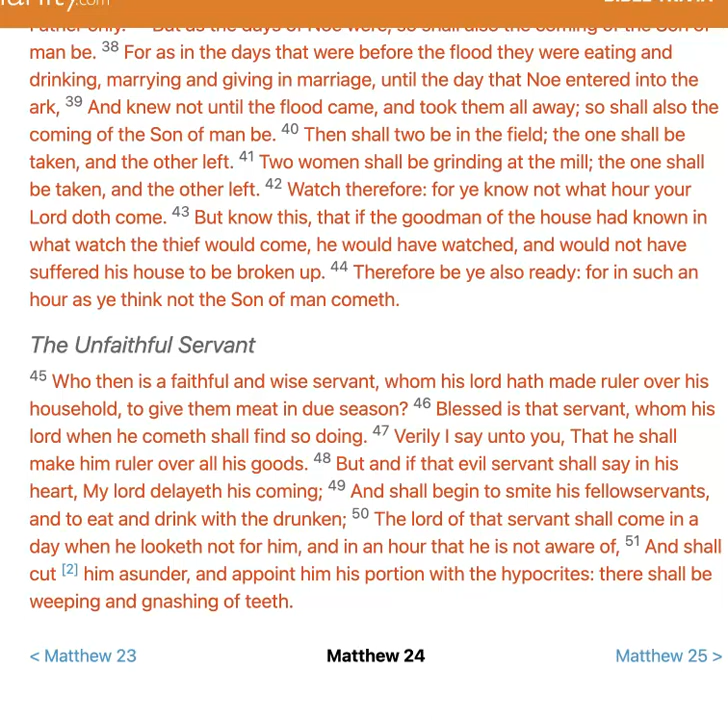 .com
man be. 38 For as in the days that were before the flood they were eating and
drinking, marrying and giving in marriage, until the day that Noe entered into the
ark, 39 And knew not until the flood came, and took them all away; so shall also the
coming of the Son of man be. 40 Then shall two be in the field; the one shall be
taken, and the other left. 41 Two women shall be grinding at the mill; the one shall
be taken, and the other left. 42 Watch therefore: for ye know not what hour your
Lord doth come. 43 But know this, that if the goodman of the house had known in
what watch the thief would come, he would have watched, and would not have
suffered his house to be broken up. 44 Therefore be ye also ready: for in such an
hour as ye think not the Son of man cometh.
The Unfaithful Servant
45 Who then is a faithful and wise servant, whom his lord hath made ruler over his
household, to give them meat in due season? 46 Blessed is that servant, whom his
lord when he cometh shall find so doing. 47 Verily I say unto you, That he shall
make him ruler over all his goods. 48 But and if that evil servant shall say in his
heart, My lord delayeth his coming; 49 And shall begin to smite his fellowservants,
and to eat and drink with the drunken; 50 The lord of that servant shall come in a
day when he looketh not for him, and in an hour that he is not aware of, 51 And shall
cut [2] him asunder, and appoint him his portion with the hypocrites: there shall be
weeping and gnashing of teeth.
< Matthew 23 Matthew 24 Matthew 25 >